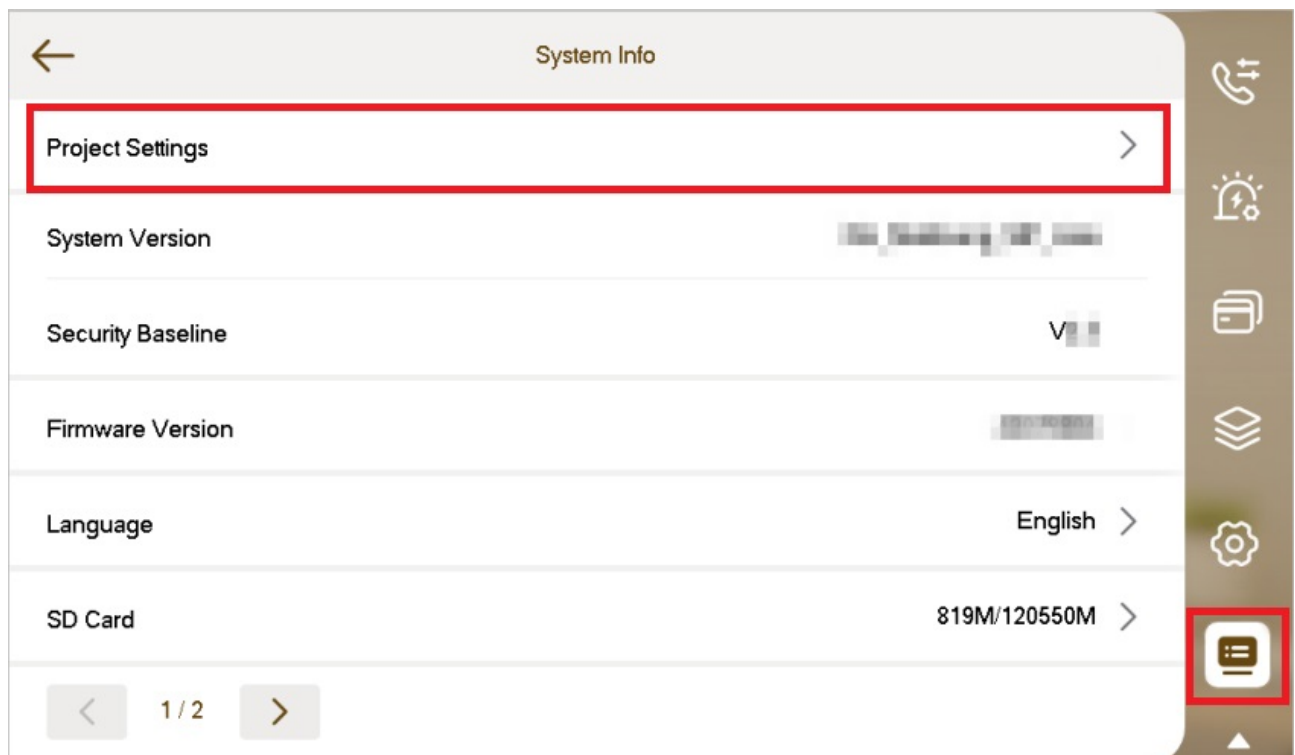 System Info
Project Settings
System Version
Security Baseline
Firmware Version
Language English
SD Card 819M/120550M
1 / 2